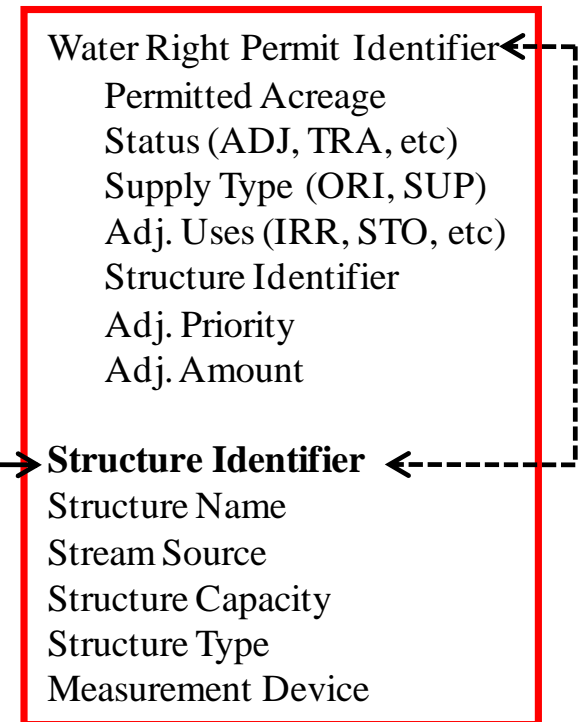 Water Right Permit Identifier
Permitted Acreage
Status (ADJ, TRA, etc)
Supply Type (ORI, SUP)
Adj. Uses (IRR, STO, etc)
Structure Identifier
Adj. Priority
Adj. Amount
Structure Identifier
Structure Name
Stream Source
Structure Capacity
Structure Type
Measurement Device